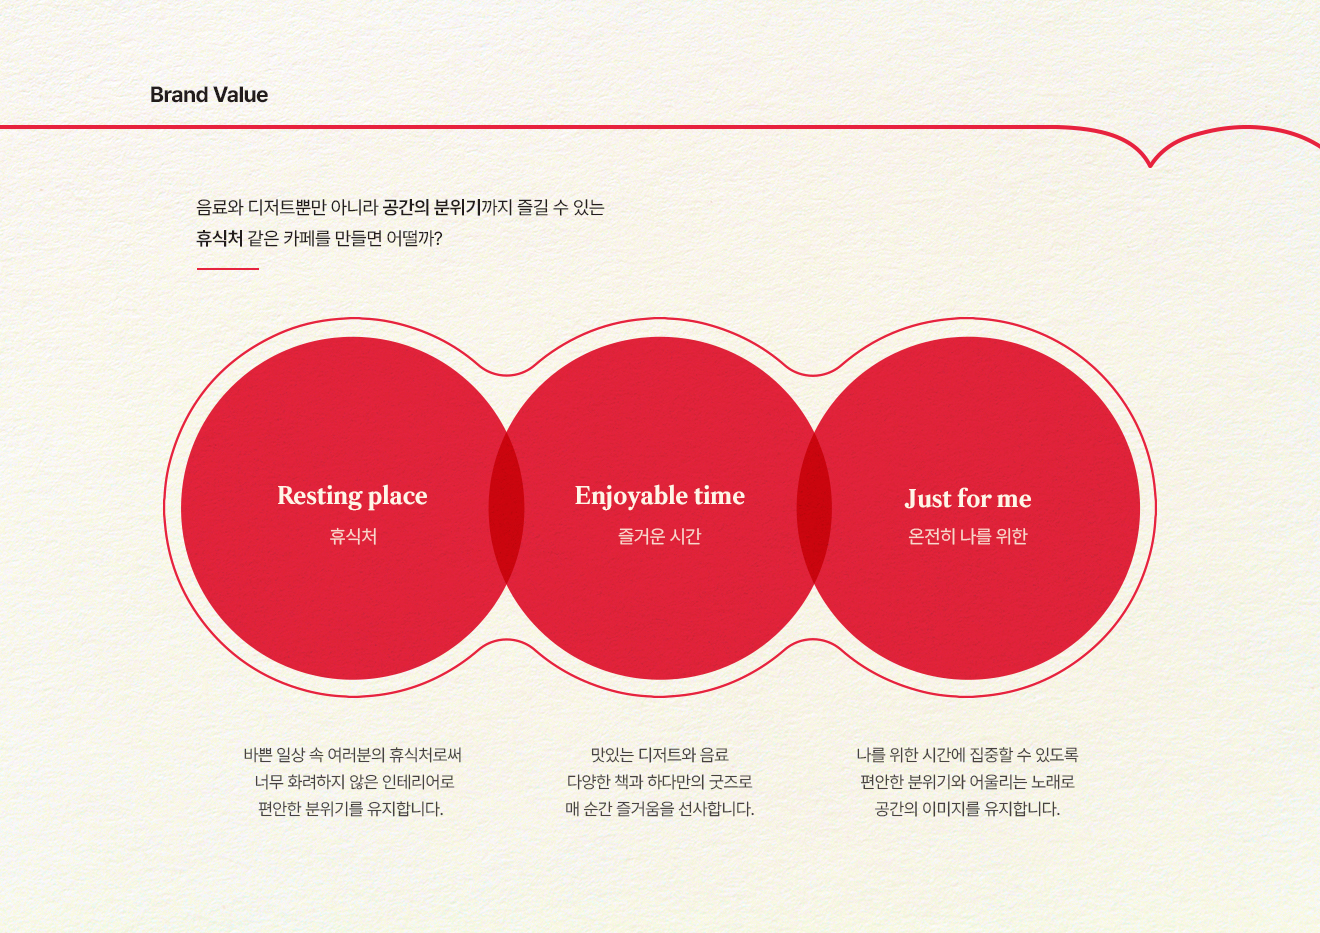 Brand Value
음료와 디저트뿐만 아니라 공간의 분위기까지 즐길 수 있는
휴식처 같은 카페를 만들면 어떨까?
Resting place
휴식처
Enjoyable time
즐거운 시간
Just for me
온전히 나를 위한
바쁜 일상 속 여러분의 휴식처로써
너무 화려하지 않은 인테리어로
편안한 분위기를 유지합니다.
맛있는 디저트와 음료
다양한 책과 하다만의 굿즈로
매 순간 즐거움을 선사합니다.
나를 위한 시간에 집중할 수 있도록
편안한 분위기와 어울리는 노래로
공간의 이미지를 유지합니다.